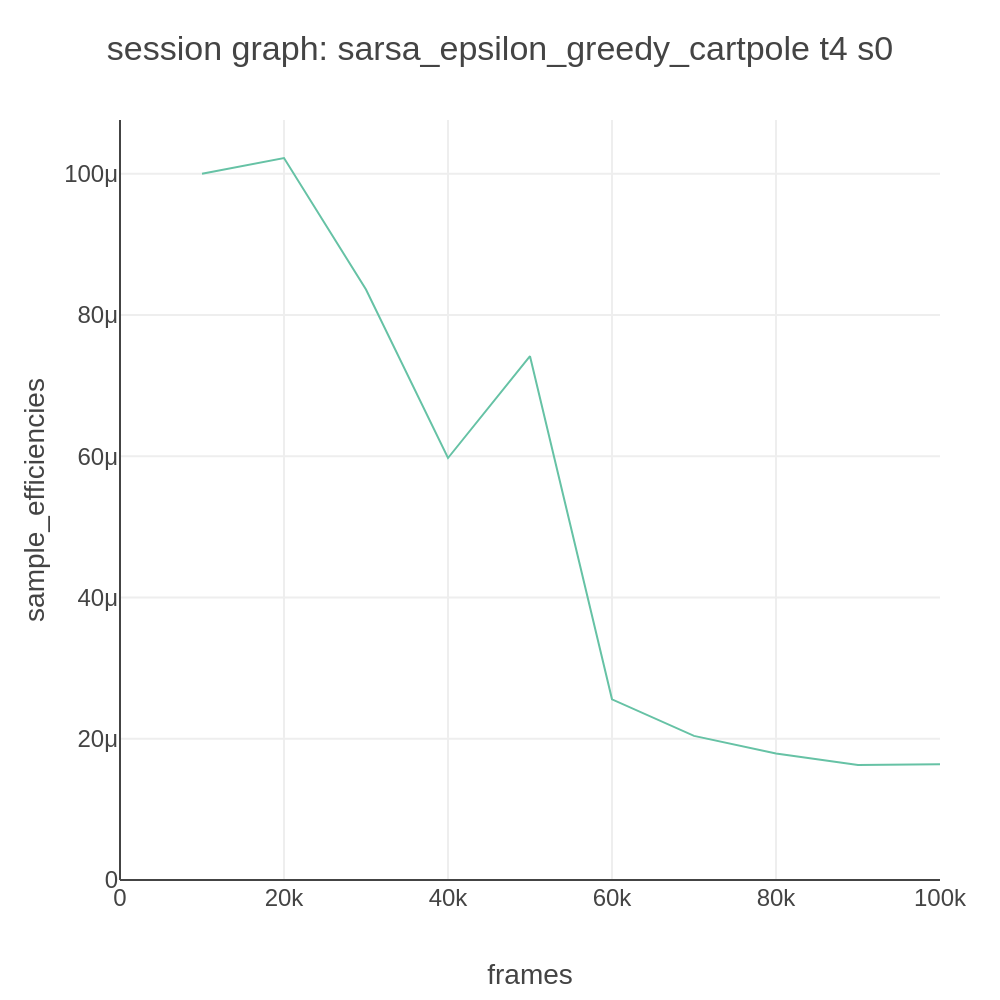 session graph: sarsa_epsilon_greedy_cartpole t4 s0
100μ
80μ
60μ
40μ
20μ
0
0 20k 40k 60k 80k 100k
sample_efficiencies
frames